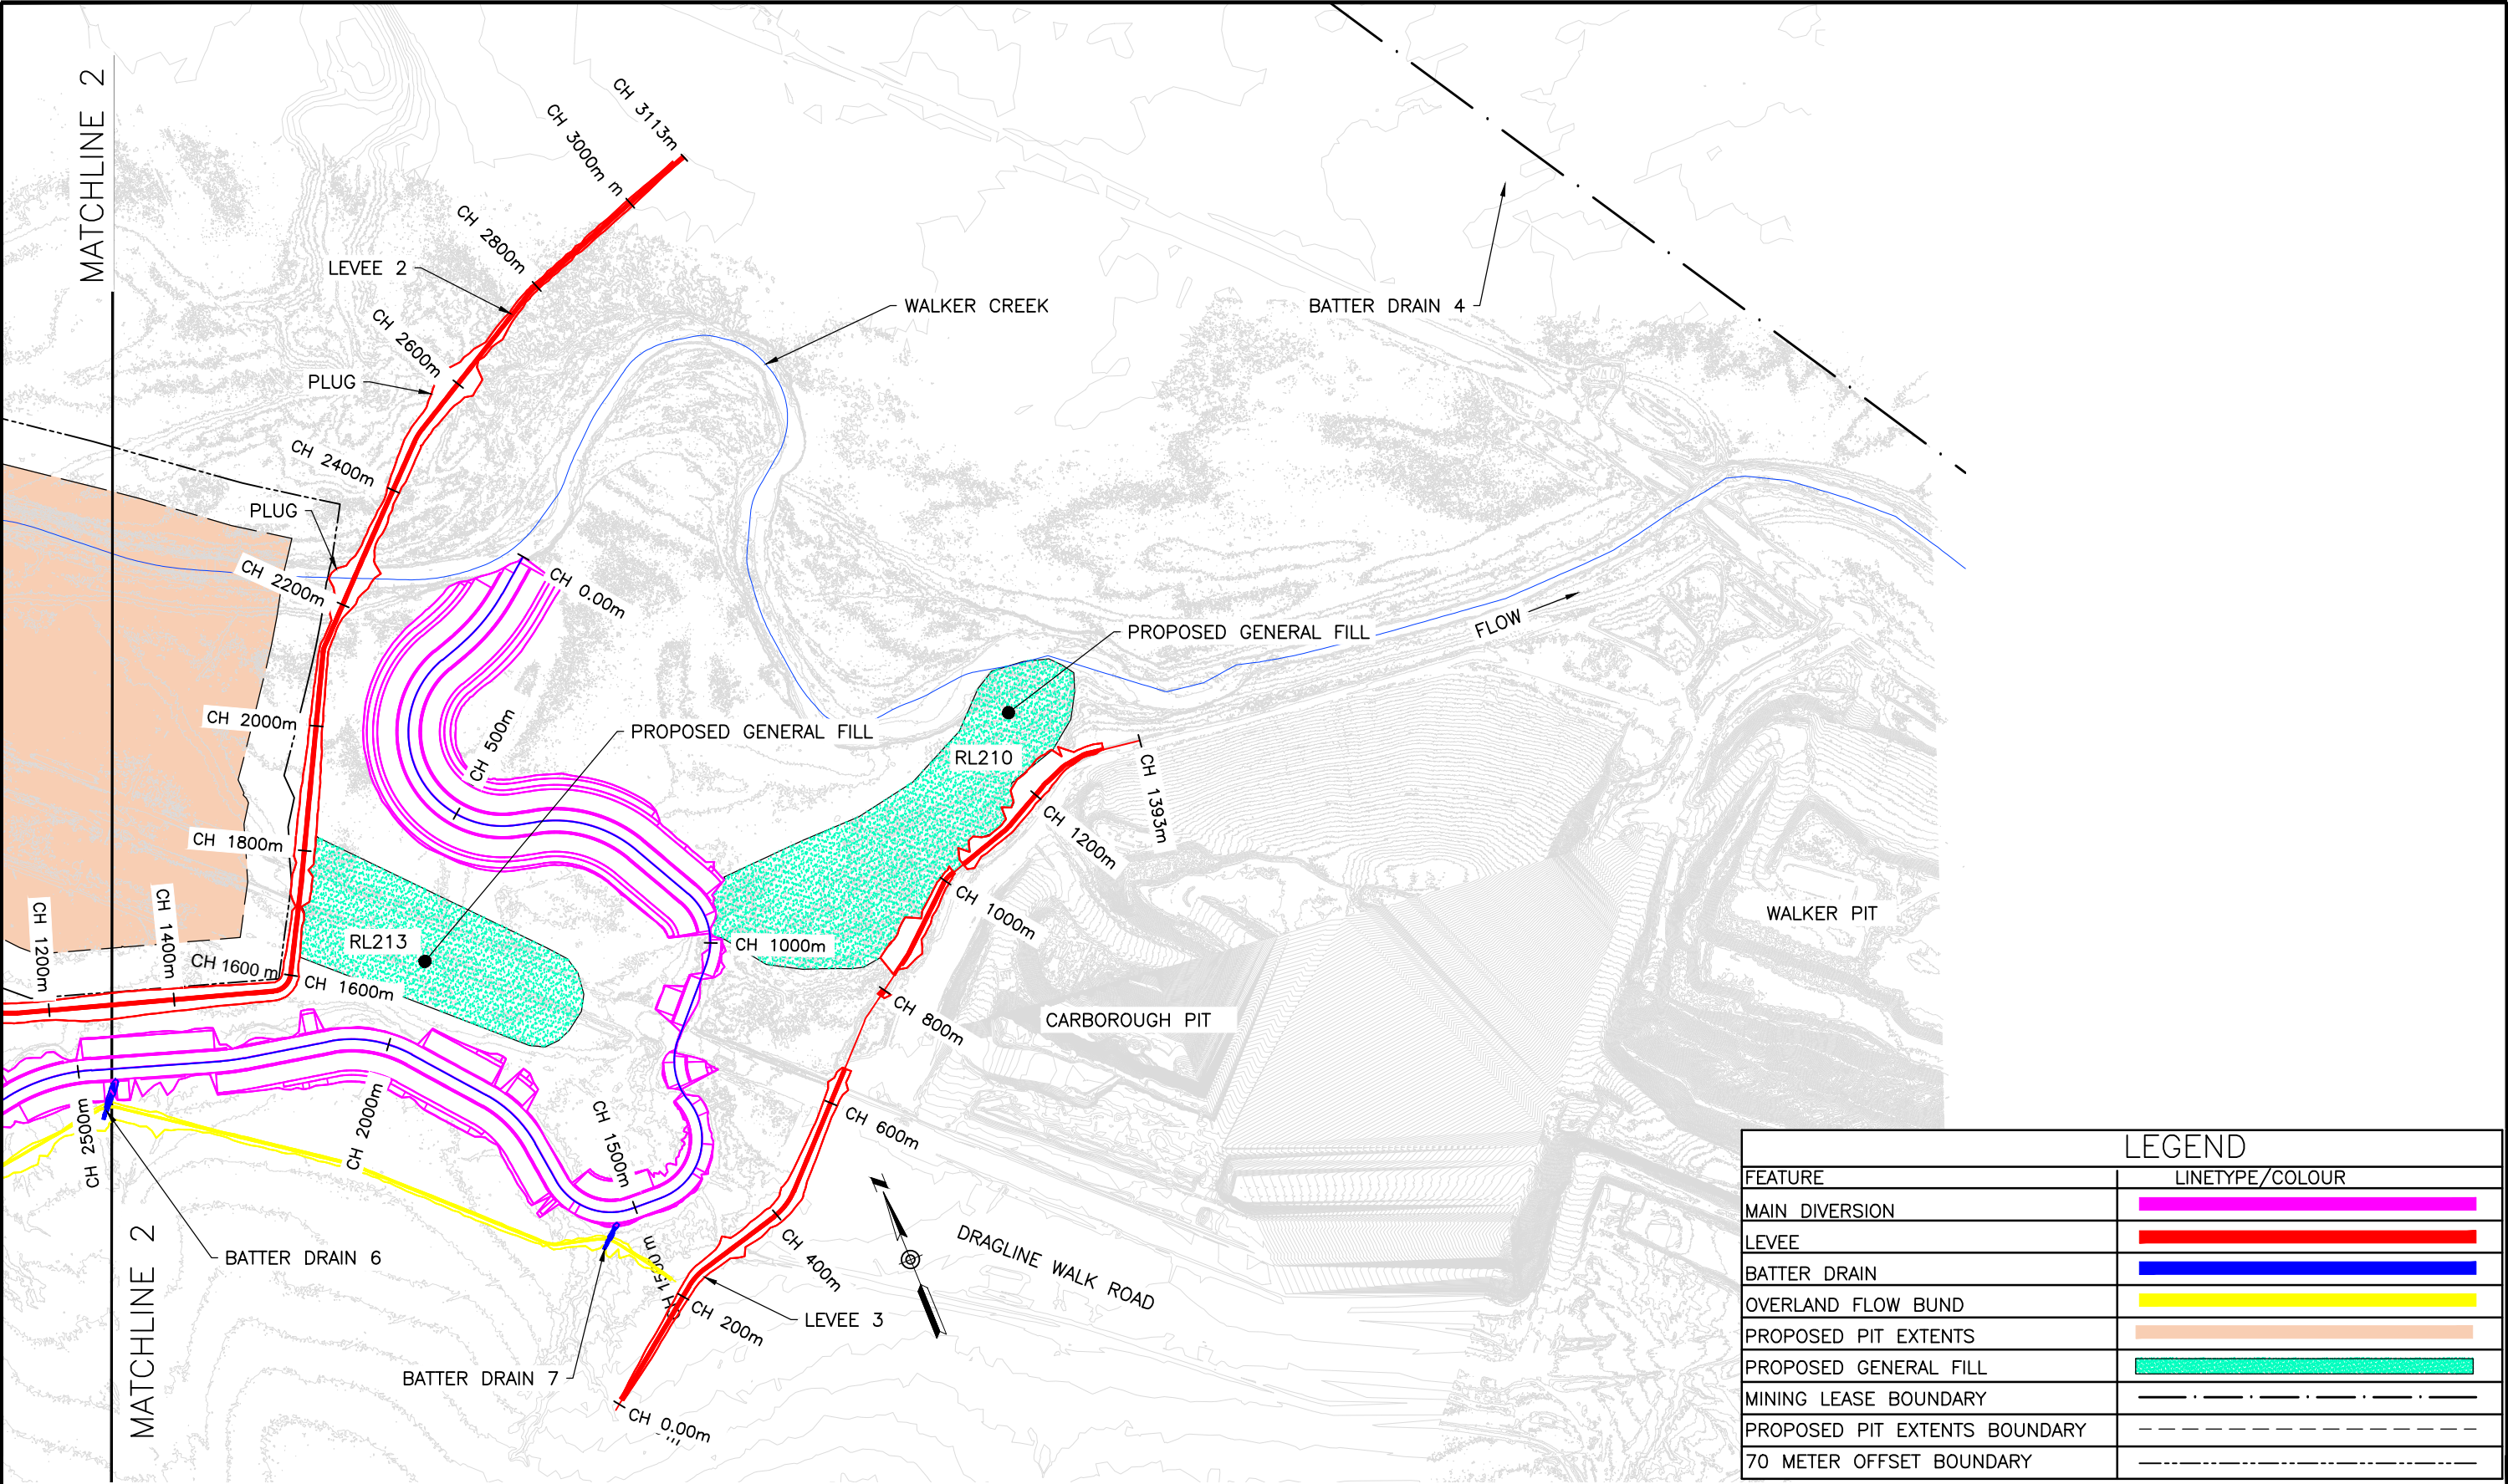 MATCHLINE 2
CH 3113m
CH 3000m m
CH 2800m
LEVEE 2
WALKER CREEK
BATTER DRAIN 4
CH 2600m
PLUG
CH 2400m
PLUG
CH 2200m
CH 0.00m
FLOW
PROPOSED GENERAL FILL
CH 2000m
CH 500m
PROPOSED GENERAL FILL
RL210
CH 1393m
CH 1800m
CH 1200m
CH 1200m
CH 1400m
RL213
CH 1000m
CH 1000m
WALKER PIT
CH 1600 m
CH 1600m
CH 800m
CARBOROUGH PIT
CH 2500m
CH 2000m
CH 1500m
CH 600m
MATCHLINE 2
BATTER DRAIN 6
CH 1500m
CH 400m
DRAGLINE WALK ROAD
CH 200m
LEVEE 3
BATTER DRAIN 7
CH 0.00m
LEGEND
FEATURE LINETYPE/COLOUR
MAIN DIVERSION
LEVEE
BATTER DRAIN
OVERLAND FLOW BUND
PROPOSED PIT EXTENTS
PROPOSED GENERAL FILL
MINING LEASE BOUNDARY
PROPOSED PIT EXTENTS BOUNDARY
70 METER OFFSET BOUNDARY